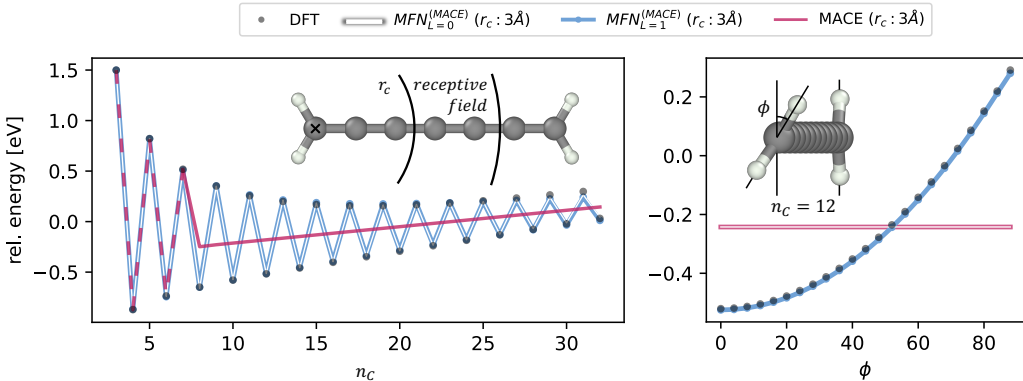 DFT MFN_{L=0}^{(MACE)} (r_c : 3Å) MFN_{L=1}^{(MACE)} (r_c : 3Å) MACE (r_c : 3Å)
rel. energy [eV]
1.5
1.0
0.5
0.0
−0.5
r_c receptive
field
5 10 15 20 25 30
n_C
0.2
0.0
−0.2
−0.4
ϕ
n_C = 12
0 20 40 60 80
ϕ